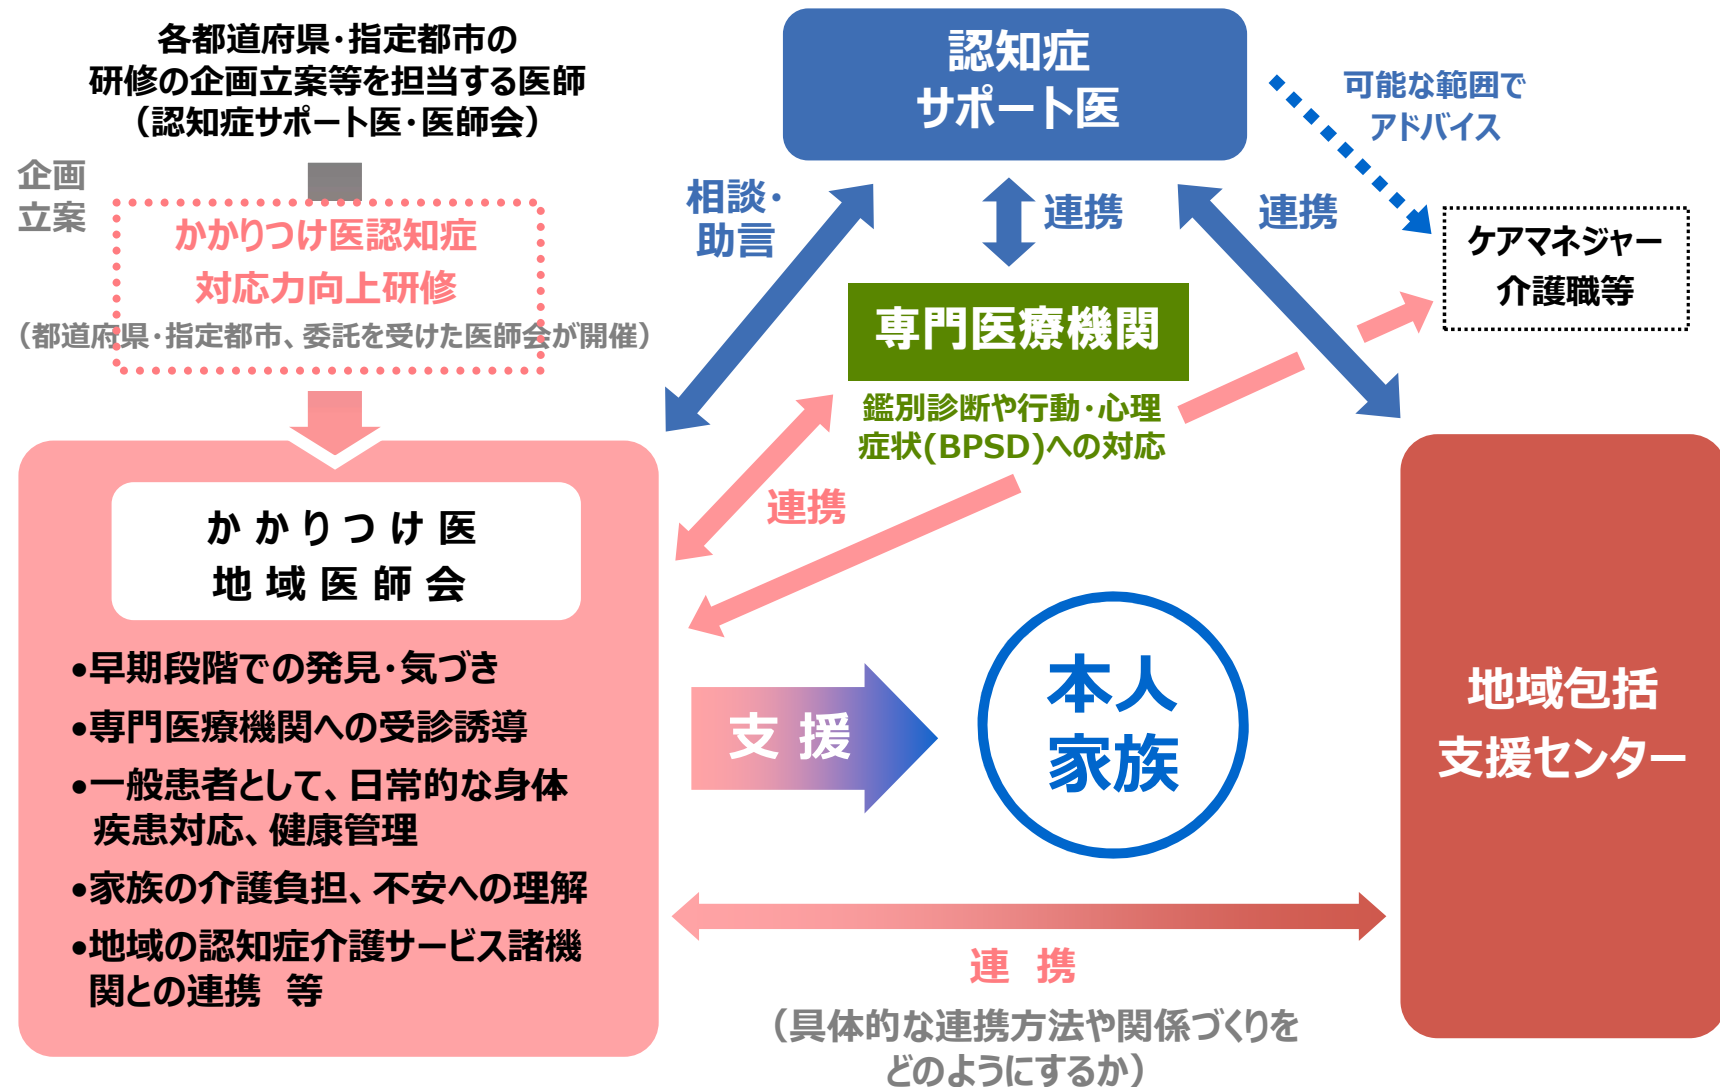 各都道府県・指定都市の
研修の企画立案等を担当する医師
（認知症サポート医・医師会）
企画
立案
かかりつけ医認知症
対応力向上研修
（都道府県・指定都市、委託を受けた医師会が開催）
認知症
サポート医
可能な範囲で
アドバイス
相談・
助言
連携
連携
ケアマネジャー
介護職等
専門医療機関
鑑別診断や行動・心理
症状(BPSD)への対応
連携
かかりつけ医
地域医師会
•早期段階での発見・気づき
•専門医療機関への受診誘導
•一般患者として、日常的な身体
疾患対応、健康管理
•家族の介護負担、不安への理解
•地域の認知症介護サービス諸機
関との連携　等
支援
本人
家族
地域包括
支援センター
連　携
（具体的な連携方法や関係づくりを
どのようにするか）